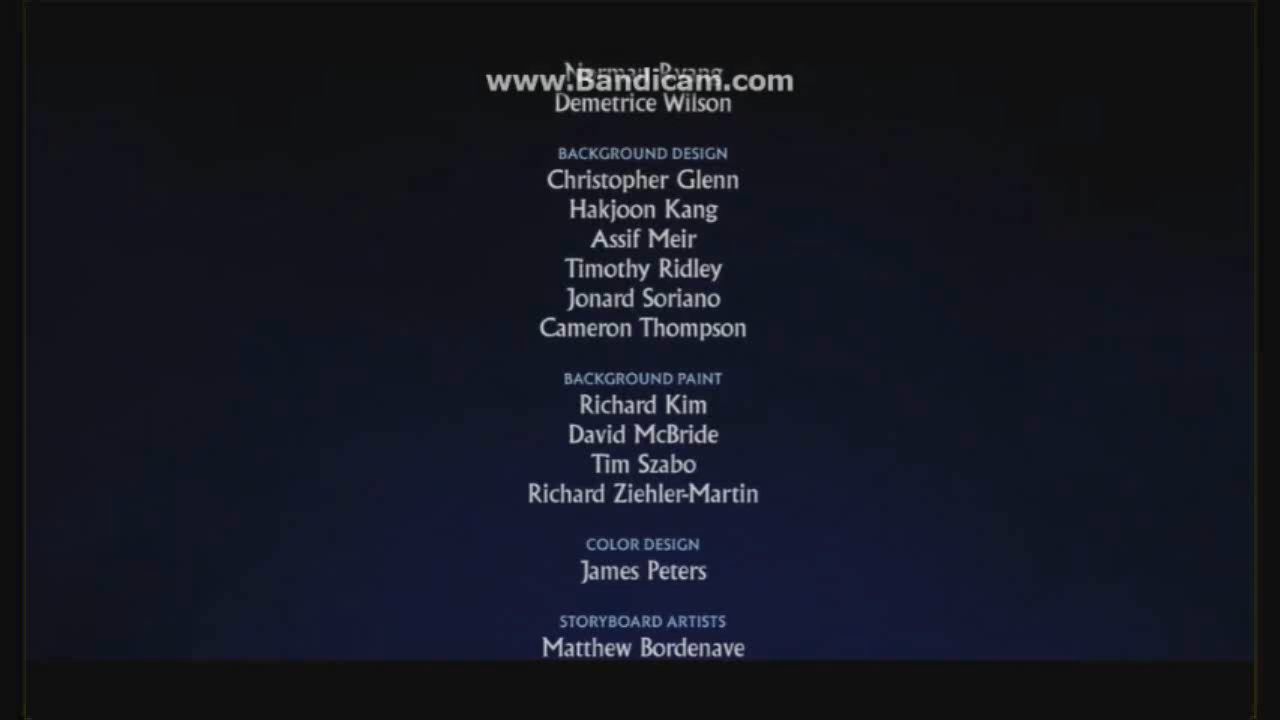 www.Bandicam.com
Demetrice Wilson
BACKGROUND DESIGN
Christopher Glenn
Hakjoon Kang
Assif Meir
Timothy Ridley
Jonard Soriano
Cameron Thompson
BACKGROUND PAINT
Richard Kim
David McBride
Tim Szabo
Richard Ziehler-Martin
COLOR DESIGN
James Peters
STORYBOARD ARTISTS
Matthew Bordenave